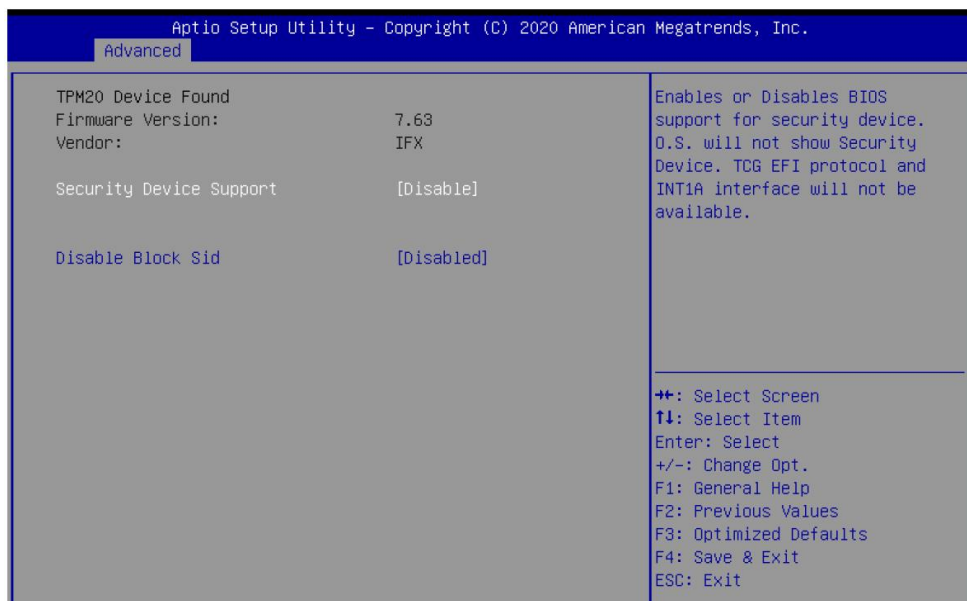 Aptio Setup Utility – Copyright (C) 2020 American Megatrends, Inc.
Advanced
TPM20 Device Found
Firmware Version: 7.63
Vendor: IFX
Security Device Support [Disable]
Disable Block Sid [Disabled]
Enables or Disables BIOS
support for security device.
O.S. will not show Security
Device. TCG EFI protocol and
INT1A interface will not be
available.
→←: Select Screen
↑↓: Select Item
Enter: Select
+/-: Change Opt.
F1: General Help
F2: Previous Values
F3: Optimized Defaults
F4: Save & Exit
ESC: Exit